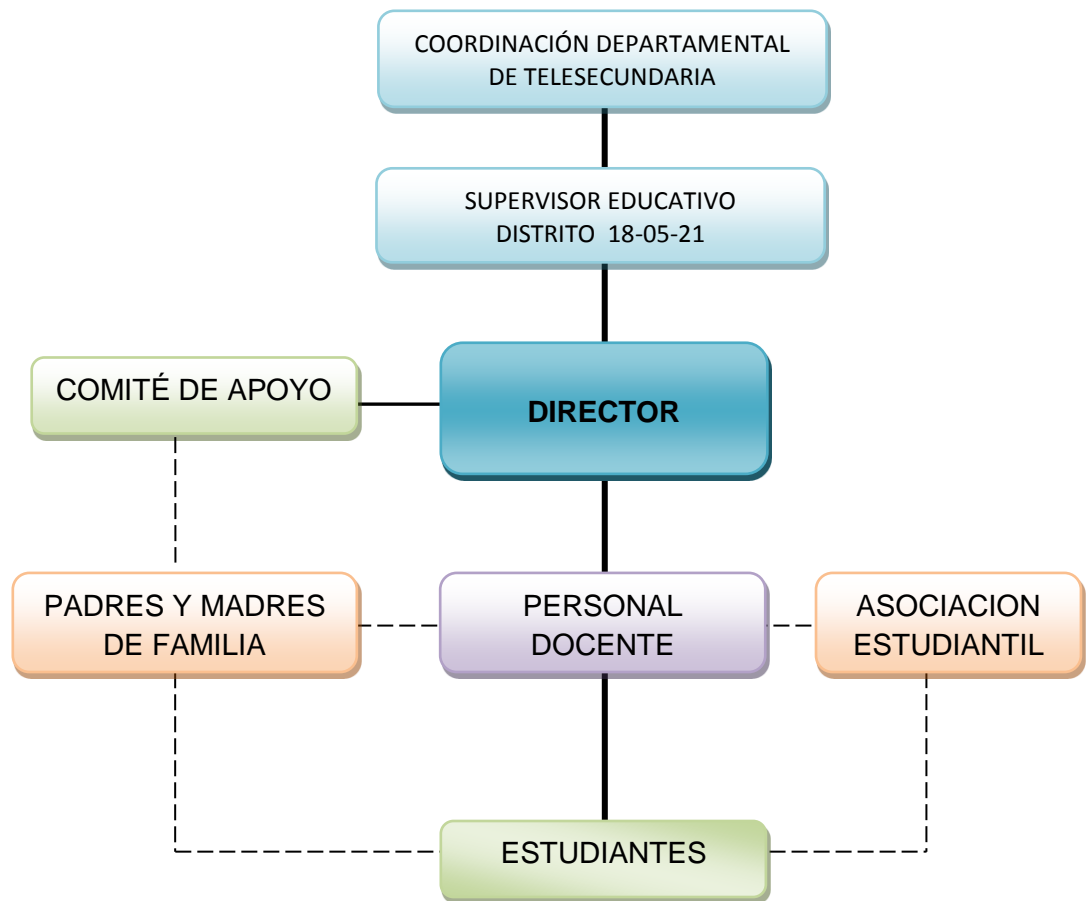 COORDINACIÓN DEPARTAMENTAL
DE TELESECUNDARIA
SUPERVISOR EDUCATIVO
DISTRITO 18-05-21
COMITÉ DE APOYO
DIRECTOR
PADRES Y MADRES
DE FAMILIA
PERSONAL
DOCENTE
ASOCIACION
ESTUDIANTIL
ESTUDIANTES